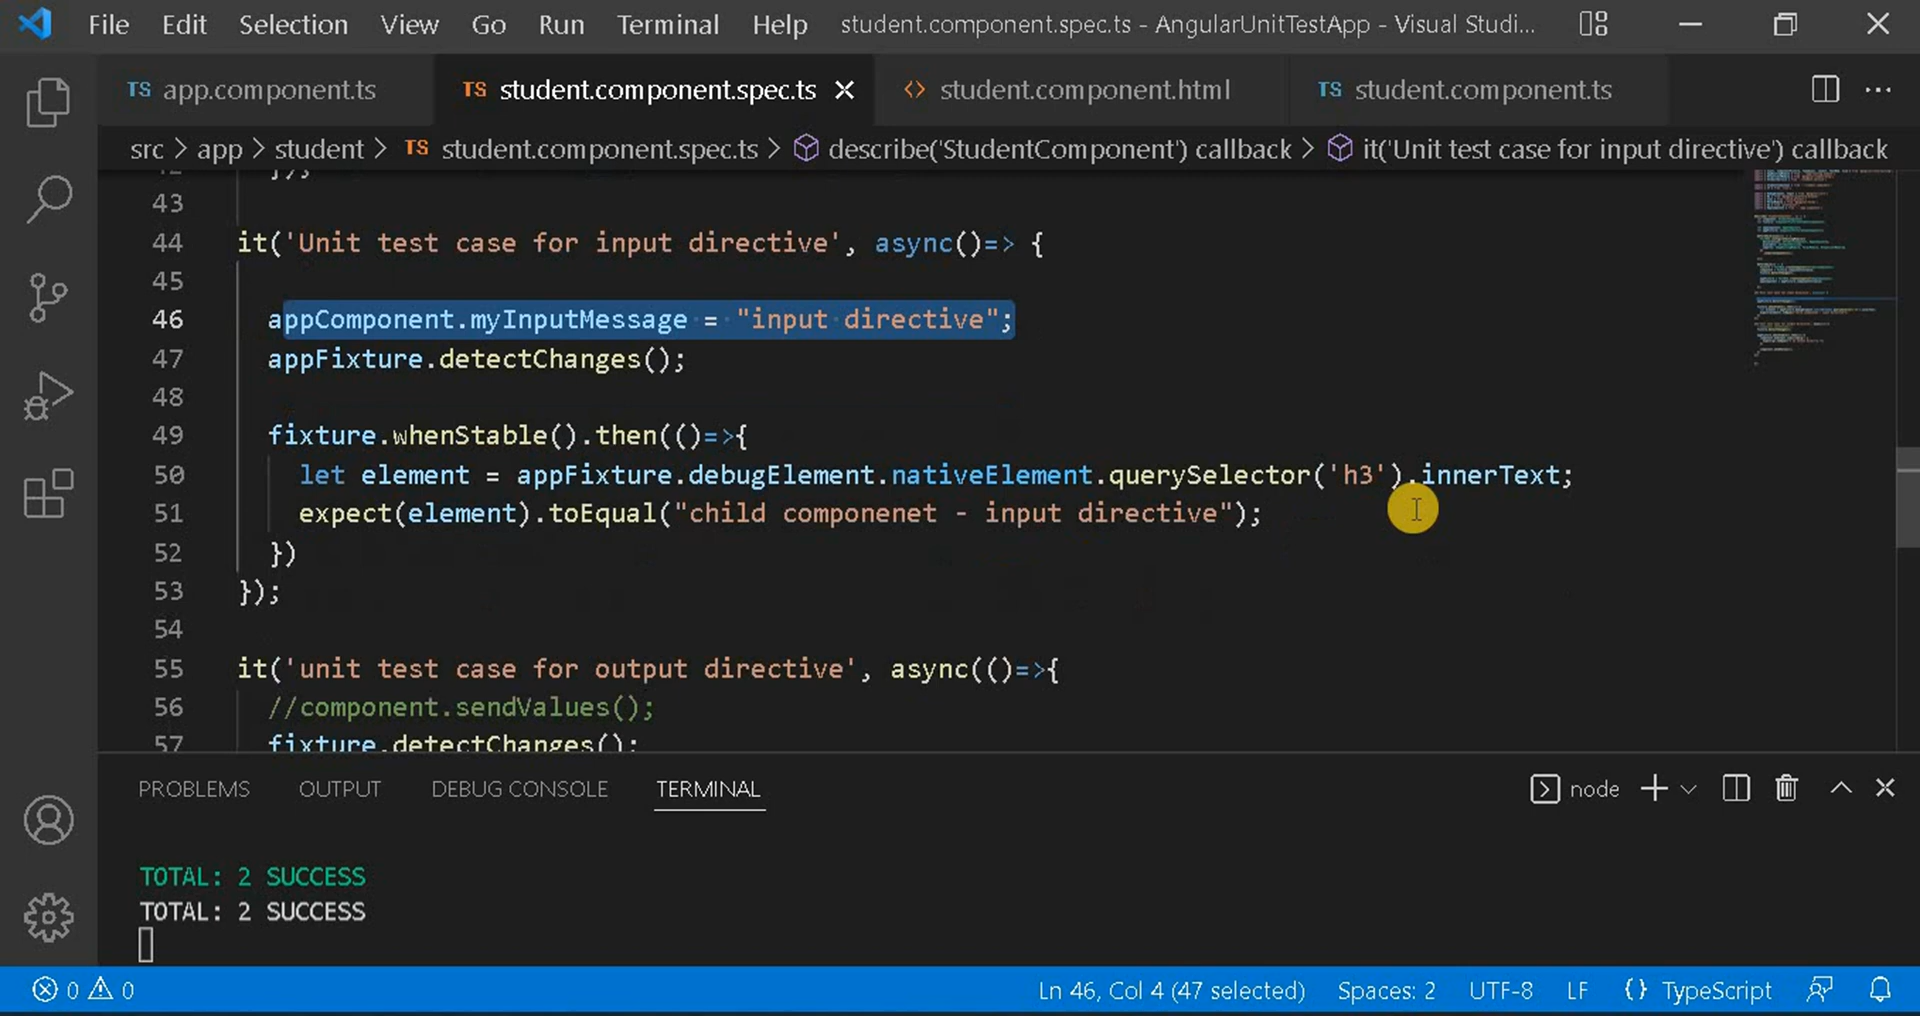 File Edit Selection View Go Run Terminal Help student.component.spec.ts - AngularUnitTestApp - Visual Studi...
TS app.component.ts TS student.component.spec.ts student.component.html TS student.component.ts
src > app > student > TS student.component.spec.ts > describe('StudentComponent') callback > it('Unit test case for input directive') callback
42 });
43
44 it('Unit test case for input directive', async()=> {
45
46 appComponent.myInputMessage = "input directive";
47 appFixture.detectChanges();
48
49 fixture.whenStable().then(()=>{
50 let element = appFixture.debugElement.nativeElement.querySelector('h3').innerText;
51 expect(element).toEqual("child componenet - input directive");
52 })
53 });
54
55 it('unit test case for output directive', async(()=>{
56 //component.sendValues();
57 fixture.detectChanges();
PROBLEMS OUTPUT DEBUG CONSOLE TERMINAL node
TOTAL: 2 SUCCESS
TOTAL: 2 SUCCESS
0 0 Ln 46, Col 4 (47 selected) Spaces: 2 UTF-8 LF {} TypeScript